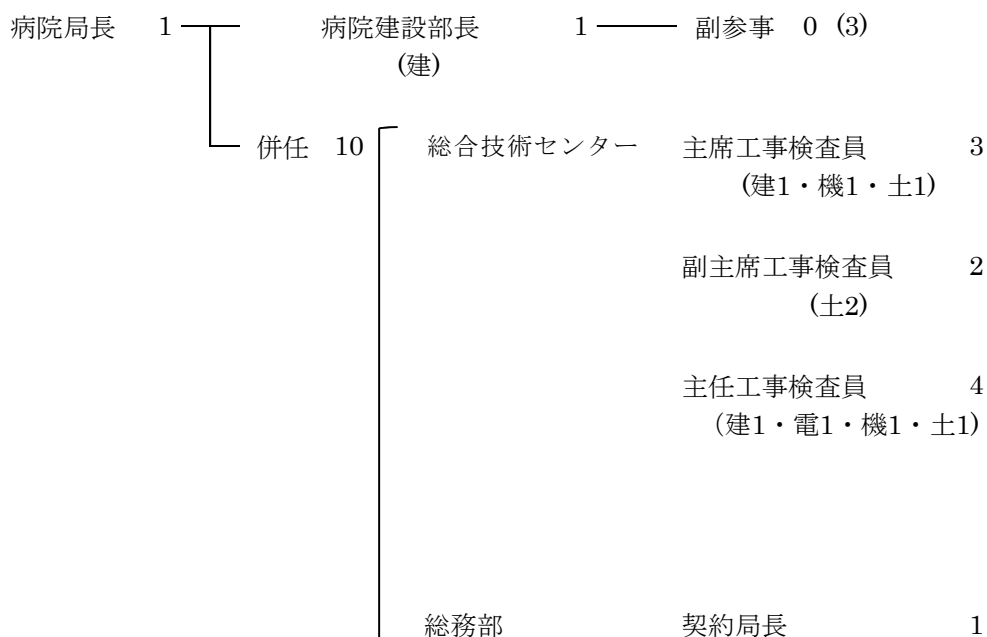 病院局長 1 病院建設部長 1 副参事 0 (3)
(建)
併任 10 総合技術センター 主席工事検査員 3
(建1・機1・土1)
副主席工事検査員 2
(土2)
主任工事検査員 4
(建1・電1・機1・土1)
総務部 契約局長 1